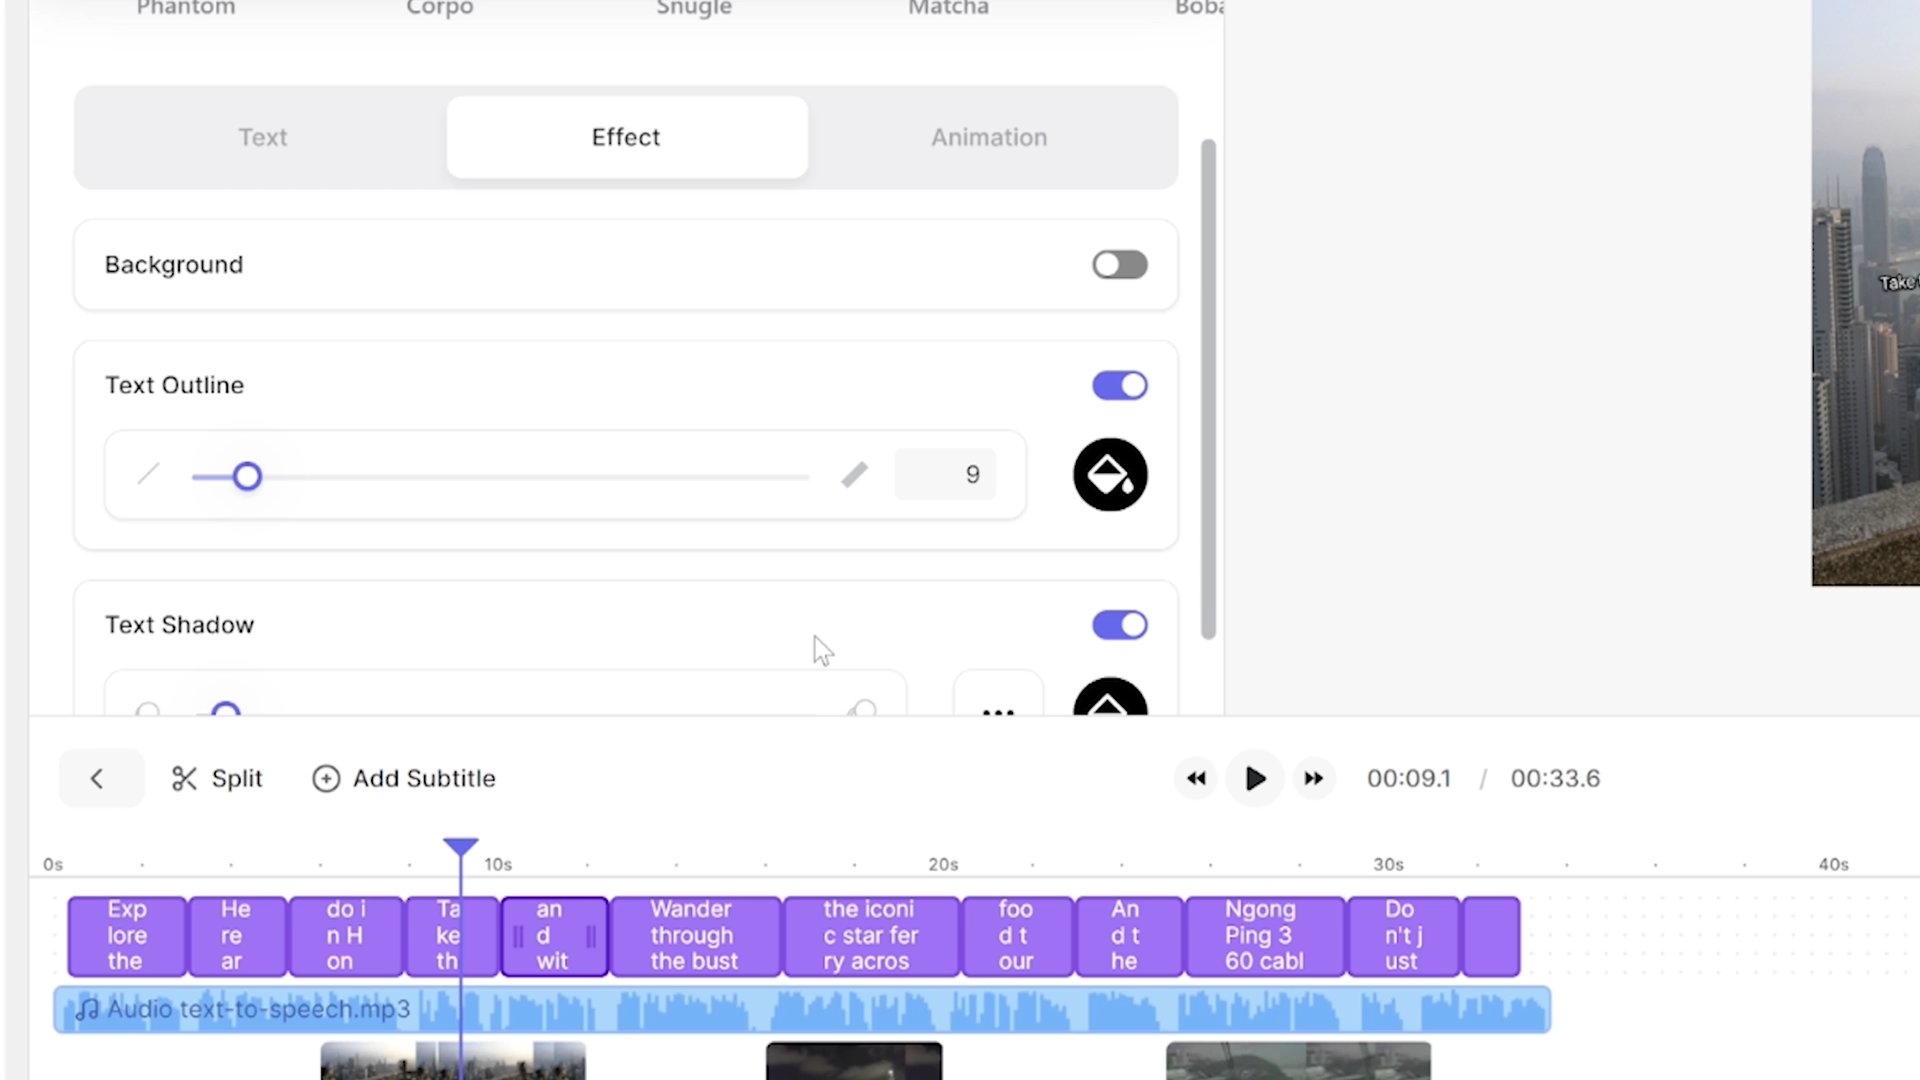 Phantom
Corpo
Snugle
Matcha
Boba
Text
Effect
Animation
Background
Text Outline
9
Text Shadow
Take
Split
Add Subtitle
00:09.1 / 00:33.6
0s
10s
20s
30s
40s
Exp
lore
the
He
re
ar
do i
n H
on
Ta
ke
th
an
d
wit
Wander
through
the bust
the iconi
c star fer
ry acros
foo
d t
our
An
d t
he
Ngong
Ping 3
60 cabl
Do
n't j
ust
Audio text-to-speech.mp3